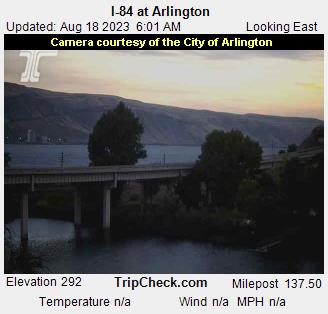 I-84 at Arlington
Updated: Aug 18 2023 6:01 AM Looking East
Camera courtesy of the City of Arlington
Elevation 292 TripCheck.com Milepost 137.50
Temperature n/a Wind n/a MPH n/a